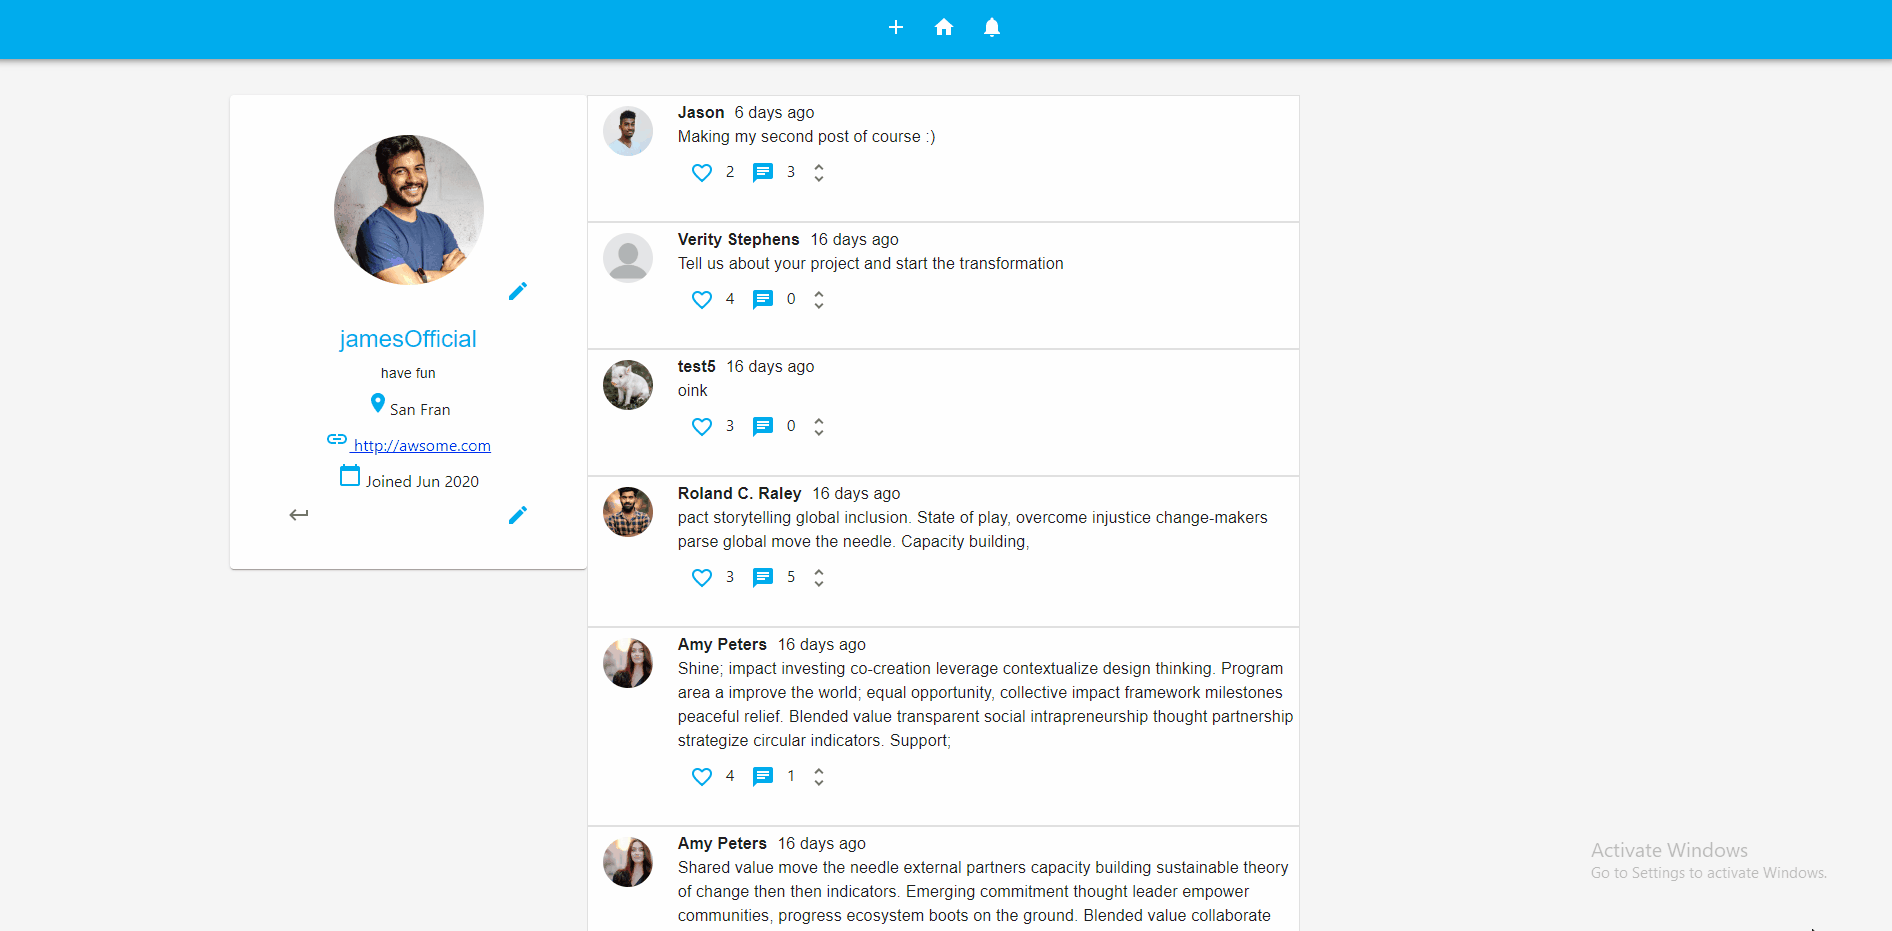 jamesOfficial
have fun
San Fran
http://awsome.com
Joined Jun 2020
Jason 6 days ago
Making my second post of course :)
2 3
Verity Stephens 16 days ago
Tell us about your project and start the transformation
4 0
test5 16 days ago
oink
3 0
Roland C. Raley 16 days ago
pact storytelling global inclusion. State of play, overcome injustice change-makers
parse global move the needle. Capacity building,
3 5
Amy Peters 16 days ago
Shine; impact investing co-creation leverage contextualize design thinking. Program
area a improve the world; equal opportunity, collective impact framework milestones
peaceful relief. Blended value transparent social intrapreneurship thought partnership
strategize circular indicators. Support;
4 1
Amy Peters 16 days ago
Shared value move the needle external partners capacity building sustainable theory
of change then then indicators. Emerging commitment thought leader empower
communities, progress ecosystem boots on the ground. Blended value collaborate
Activate Windows
Go to Settings to activate Windows.